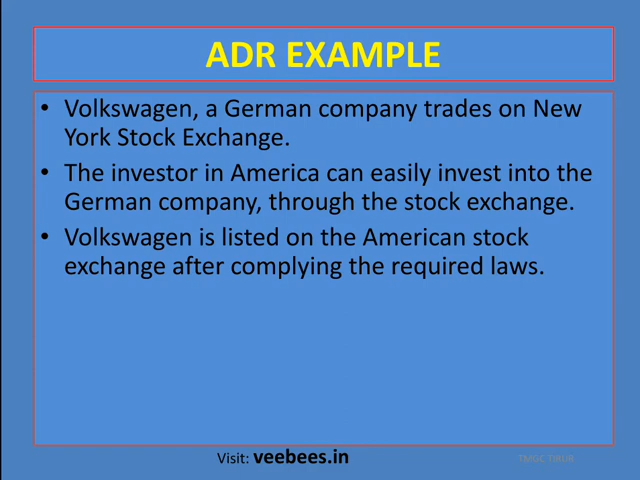 ADR EXAMPLE
• Volkswagen, a German company trades on New
York Stock Exchange.
• The investor in America can easily invest into the
German company, through the stock exchange.
• Volkswagen is listed on the American stock
exchange after complying the required laws.
Visit: veebees.in
TMGC TIRUR